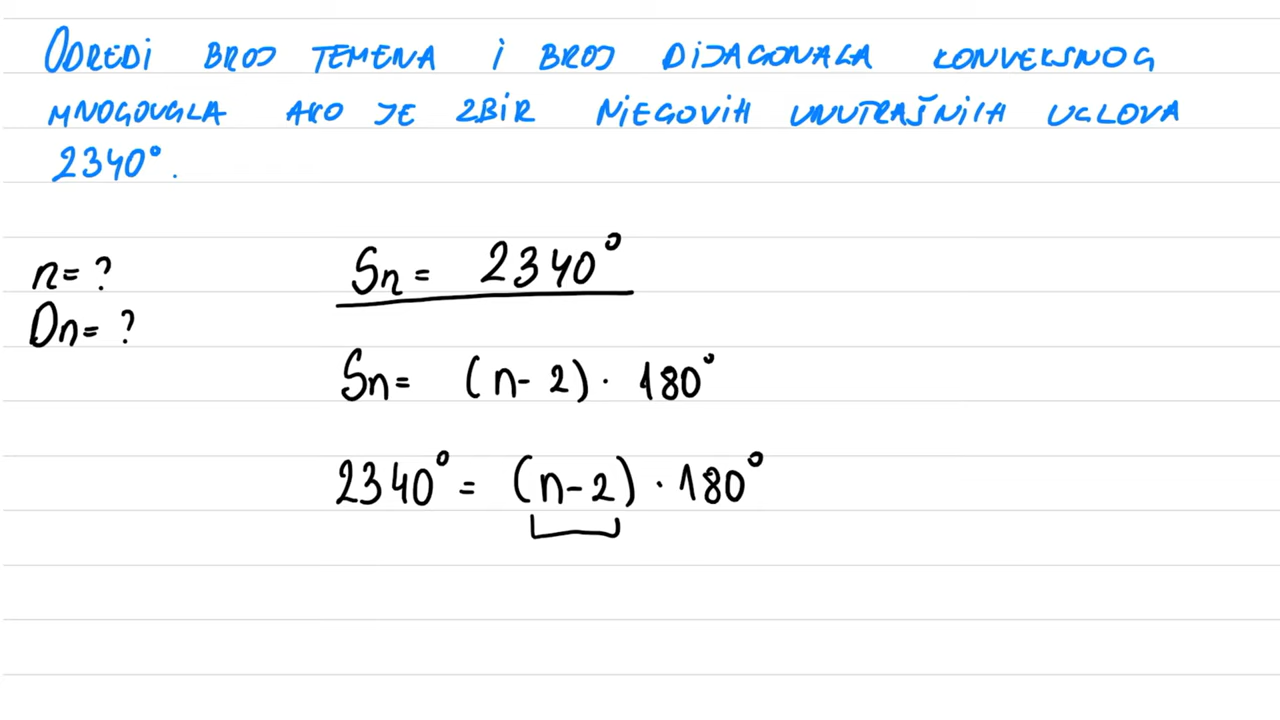 ODREDI BROJ TEMENA I BROJ DIJAGONALA KONVEKSNOG
MNOGOUGLA AKO JE ZBIR NJEGOVIH UNUTRAŠNJIH UGLOVA
2340°.
n = ?
Sn = 2340°
Dn = ?
Sn = (n - 2) · 180°
2340° = (n - 2) · 180°